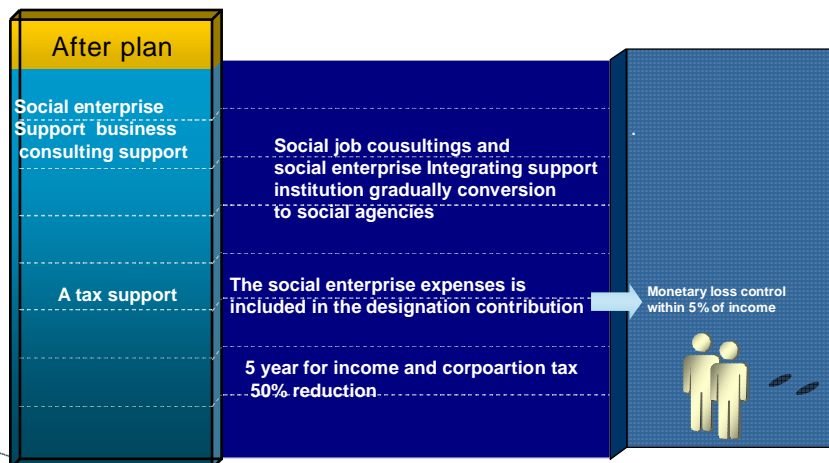 After plan
Social enterprise
Support business
consulting support
Social job cousultings and
social enterprise Integrating support
institution gradually conversion
to social agencies
.
A tax support
The social enterprise expenses is
included in the designation contribution
Monetary loss control
within 5% of income
5 year for income and corpoartion tax
50% reduction